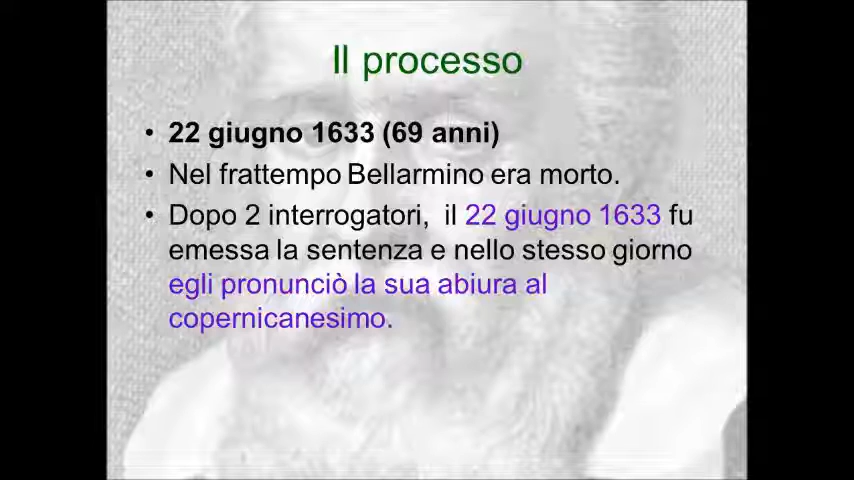 Il processo
• 22 giugno 1633 (69 anni)
• Nel frattempo Bellarmino era morto.
• Dopo 2 interrogatori, il 22 giugno 1633 fu
emessa la sentenza e nello stesso giorno
egli pronunciò la sua abiura al
copernicanesimo.